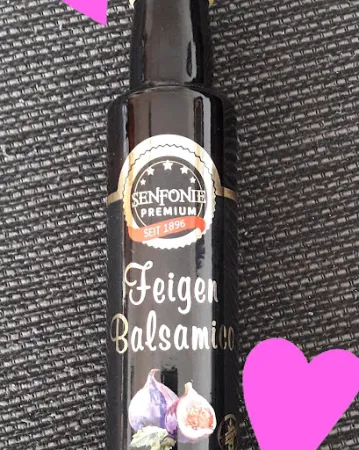 SENFONIE
PREMIUM
SEIT 1896
Feigen
Balsamico